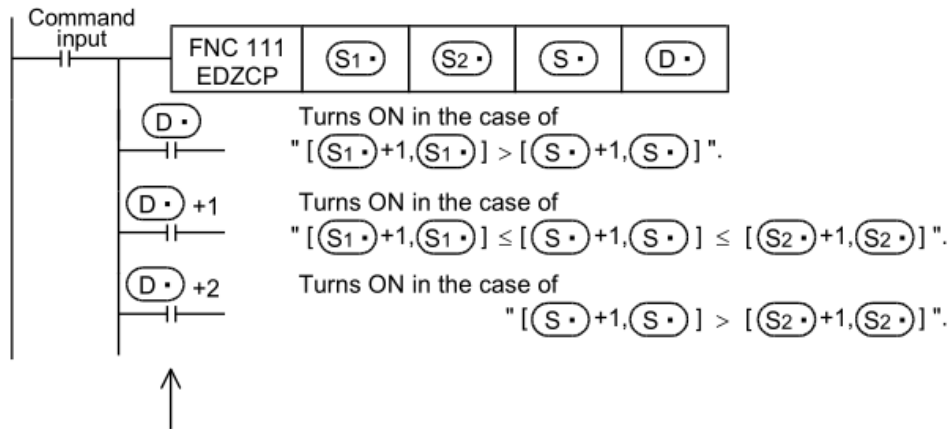 Command
input
FNC 111
EDZCP
S1 · S2 · S · D ·
D ·
Turns ON in the case of
" [S1 ·+1,S1 ·] > [S ·+1,S ·] ".
D · +1
Turns ON in the case of
" [S1 ·+1,S1 ·] ≤ [S ·+1,S ·] ≤ [S2 ·+1,S2 ·] ".
D · +2
Turns ON in the case of
" [S ·+1,S ·] > [S2 ·+1,S2 ·] ".